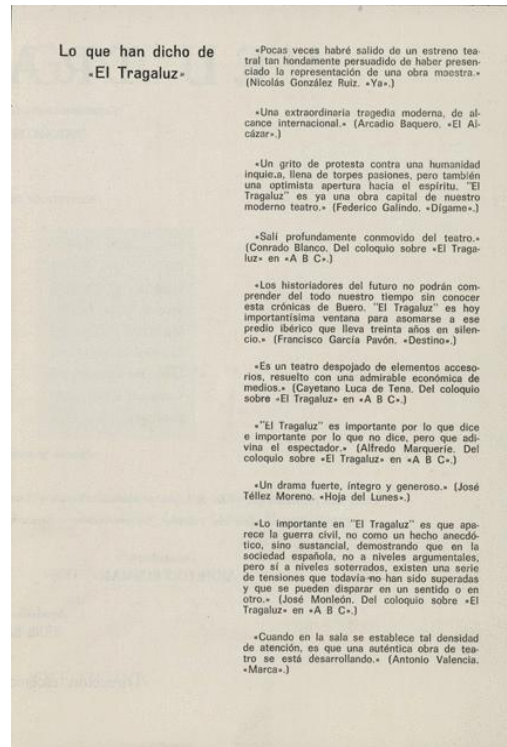 Lo que han dicho de
«El Tragaluz»
«Pocas veces habré salido de un estreno tea-
tral tan hondamente persuadido de haber presen-
ciado la representación de una obra maestra.»
(Nicolás González Ruiz. «Ya».)
«Una extraordinaria tragedia moderna, de al-
cance internacional.» (Arcadio Baquero. «El Al-
cázar».)
«Un grito de protesta contra una humanidad
inquie.a, llena de torpes pasiones, pero también
una optimista apertura hacia el espíritu. "El
Tragaluz" es ya una obra capital de nuestro
moderno teatro.» (Federico Galindo. «Dígame».)
«Salí profundamente conmovido del teatro.»
(Conrado Blanco. Del coloquio sobre «El Traga-
luz» en «A B C».)
«Los historiadores del futuro no podrán com-
prender del todo nuestro tiempo sin conocer
esta crónicas de Buero. "El Tragaluz" es hoy
importantísima ventana para asomarse a ese
predio ibérico que lleva treinta años en silen-
cio.» (Francisco García Pavón. «Destino».)
«Es un teatro despojado de elementos acceso-
rios, resuelto con una admirable económica de
medios.» (Cayetano Luca de Tena. Del coloquio
sobre «El Tragaluz» en «A B C».)
«"El Tragaluz" es importante por lo que dice
e importante por lo que no dice, pero que adi-
vina el espectador.» (Alfredo Marquerie. Del
coloquio sobre «El Tragaluz» en «A B C».)
«Un drama fuerte, íntegro y generoso.» (José
Téllez Moreno. «Hoja del Lunes».)
«Lo importante en "El Tragaluz" es que apa-
rece la guerra civil, no como un hecho anecdó-
tico, sino sustancial, demostrando que en la
sociedad española, no a niveles argumentales,
pero sí a niveles soterrados, existen una serie
de tensiones que todavía no han sido superadas
y que se pueden disparar en un sentido o en
otro.» (José Monleón. Del coloquio sobre «El
Tragaluz» en «A B C».)
«Cuando en la sala se establece tal densidad
de atención, es que una auténtica obra de tea-
tro se está desarrollando.» (Antonio Valencia.
«Marca».)